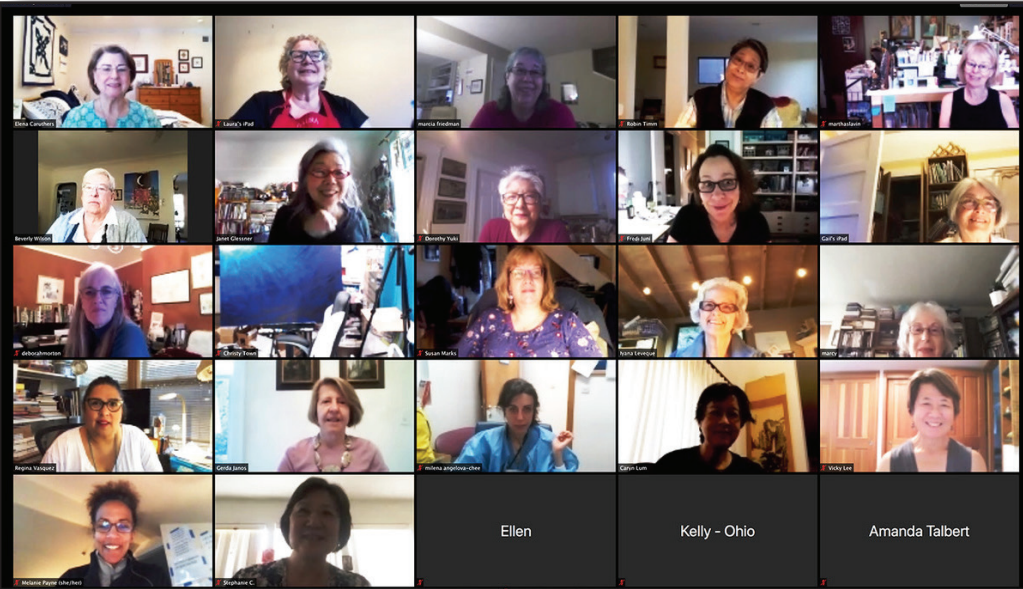 Elena Caruthers
Laura's iPad
marcia friedman
Robin Timm
marthaslavin
Beverly Wilson
Janet Glessner
Dorothy Yuki
Fredi Juni
Gail's iPad
deborahmorton
Christy Town
Susan Marks
Ivana Leveque
marcy
Regina Vasquez
Gerda Janos
milena.angelova-chee
Carin Lum
Vicky Lee
Melanie Payne (she/her)
Stephanie C.
Ellen
Kelly - Ohio
Amanda Talbert